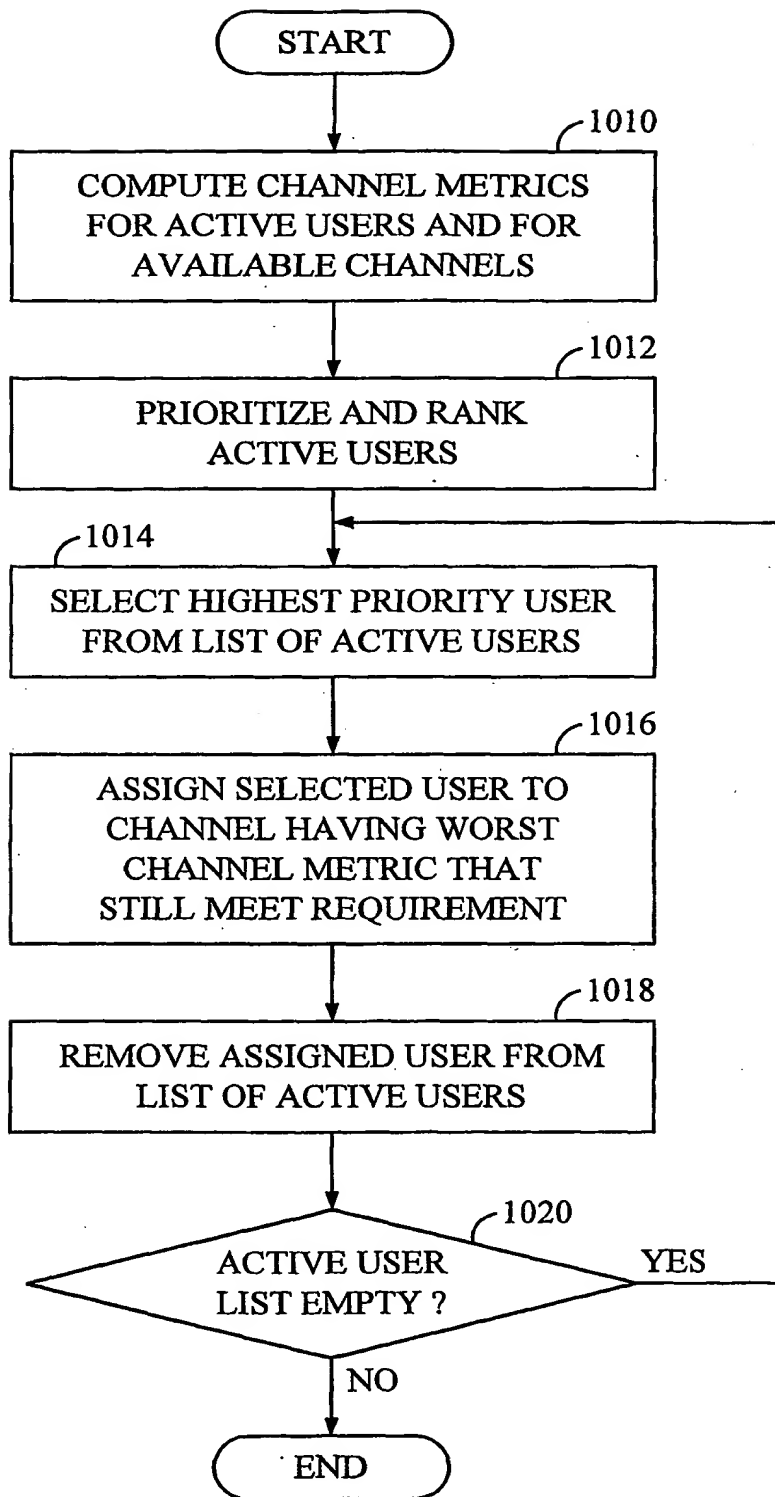 START
1010
COMPUTE CHANNEL METRICS
FOR ACTIVE USERS AND FOR
AVAILABLE CHANNELS
1012
PRIORITIZE AND RANK
ACTIVE USERS
1014
SELECT HIGHEST PRIORITY USER
FROM LIST OF ACTIVE USERS
1016
ASSIGN SELECTED USER TO
CHANNEL HAVING WORST
CHANNEL METRIC THAT
STILL MEET REQUIREMENT
1018
REMOVE ASSIGNED USER FROM
LIST OF ACTIVE USERS
1020
ACTIVE USER
LIST EMPTY ?
YES
NO
END